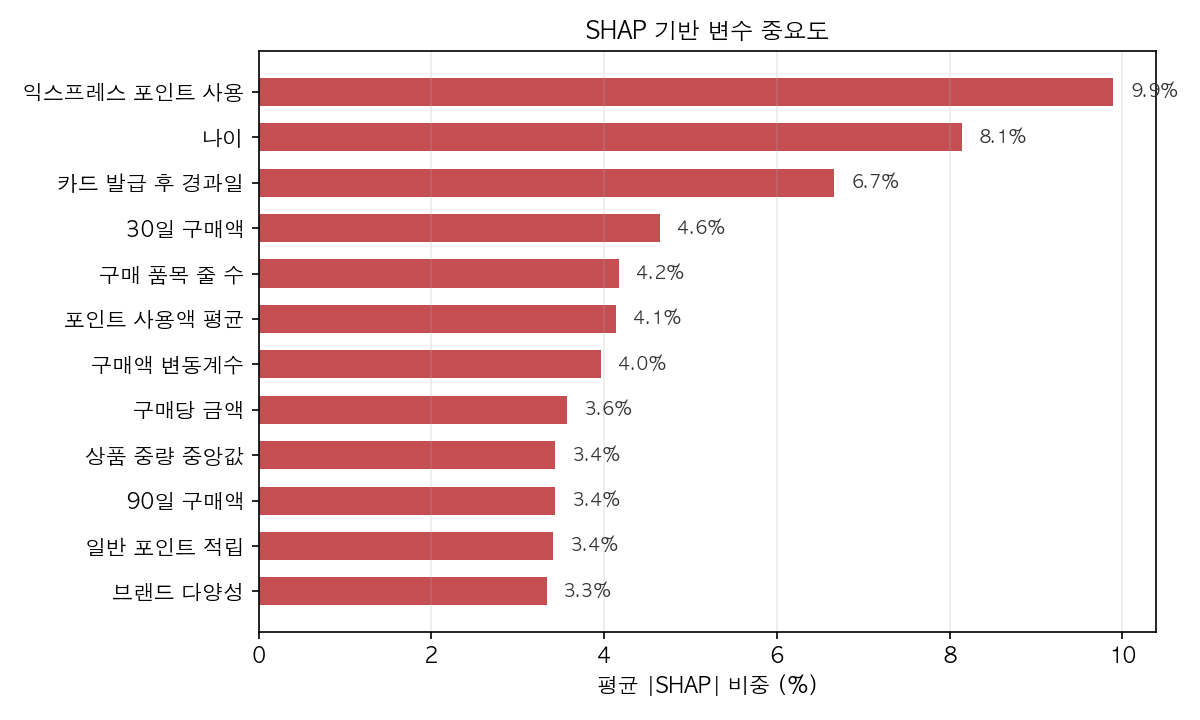 SHAP 기반 변수 중요도
익스프레스 포인트 사용 9.9%
나이 8.1%
카드 발급 후 경과일 6.7%
30일 구매액 4.6%
구매 품목 줄 수 4.2%
포인트 사용액 평균 4.1%
구매액 변동계수 4.0%
구매당 금액 3.6%
상품 중량 중앙값 3.4%
90일 구매액 3.4%
일반 포인트 적립 3.4%
브랜드 다양성 3.3%
0 2 4 6 8 10
평균 |SHAP| 비중 (%)